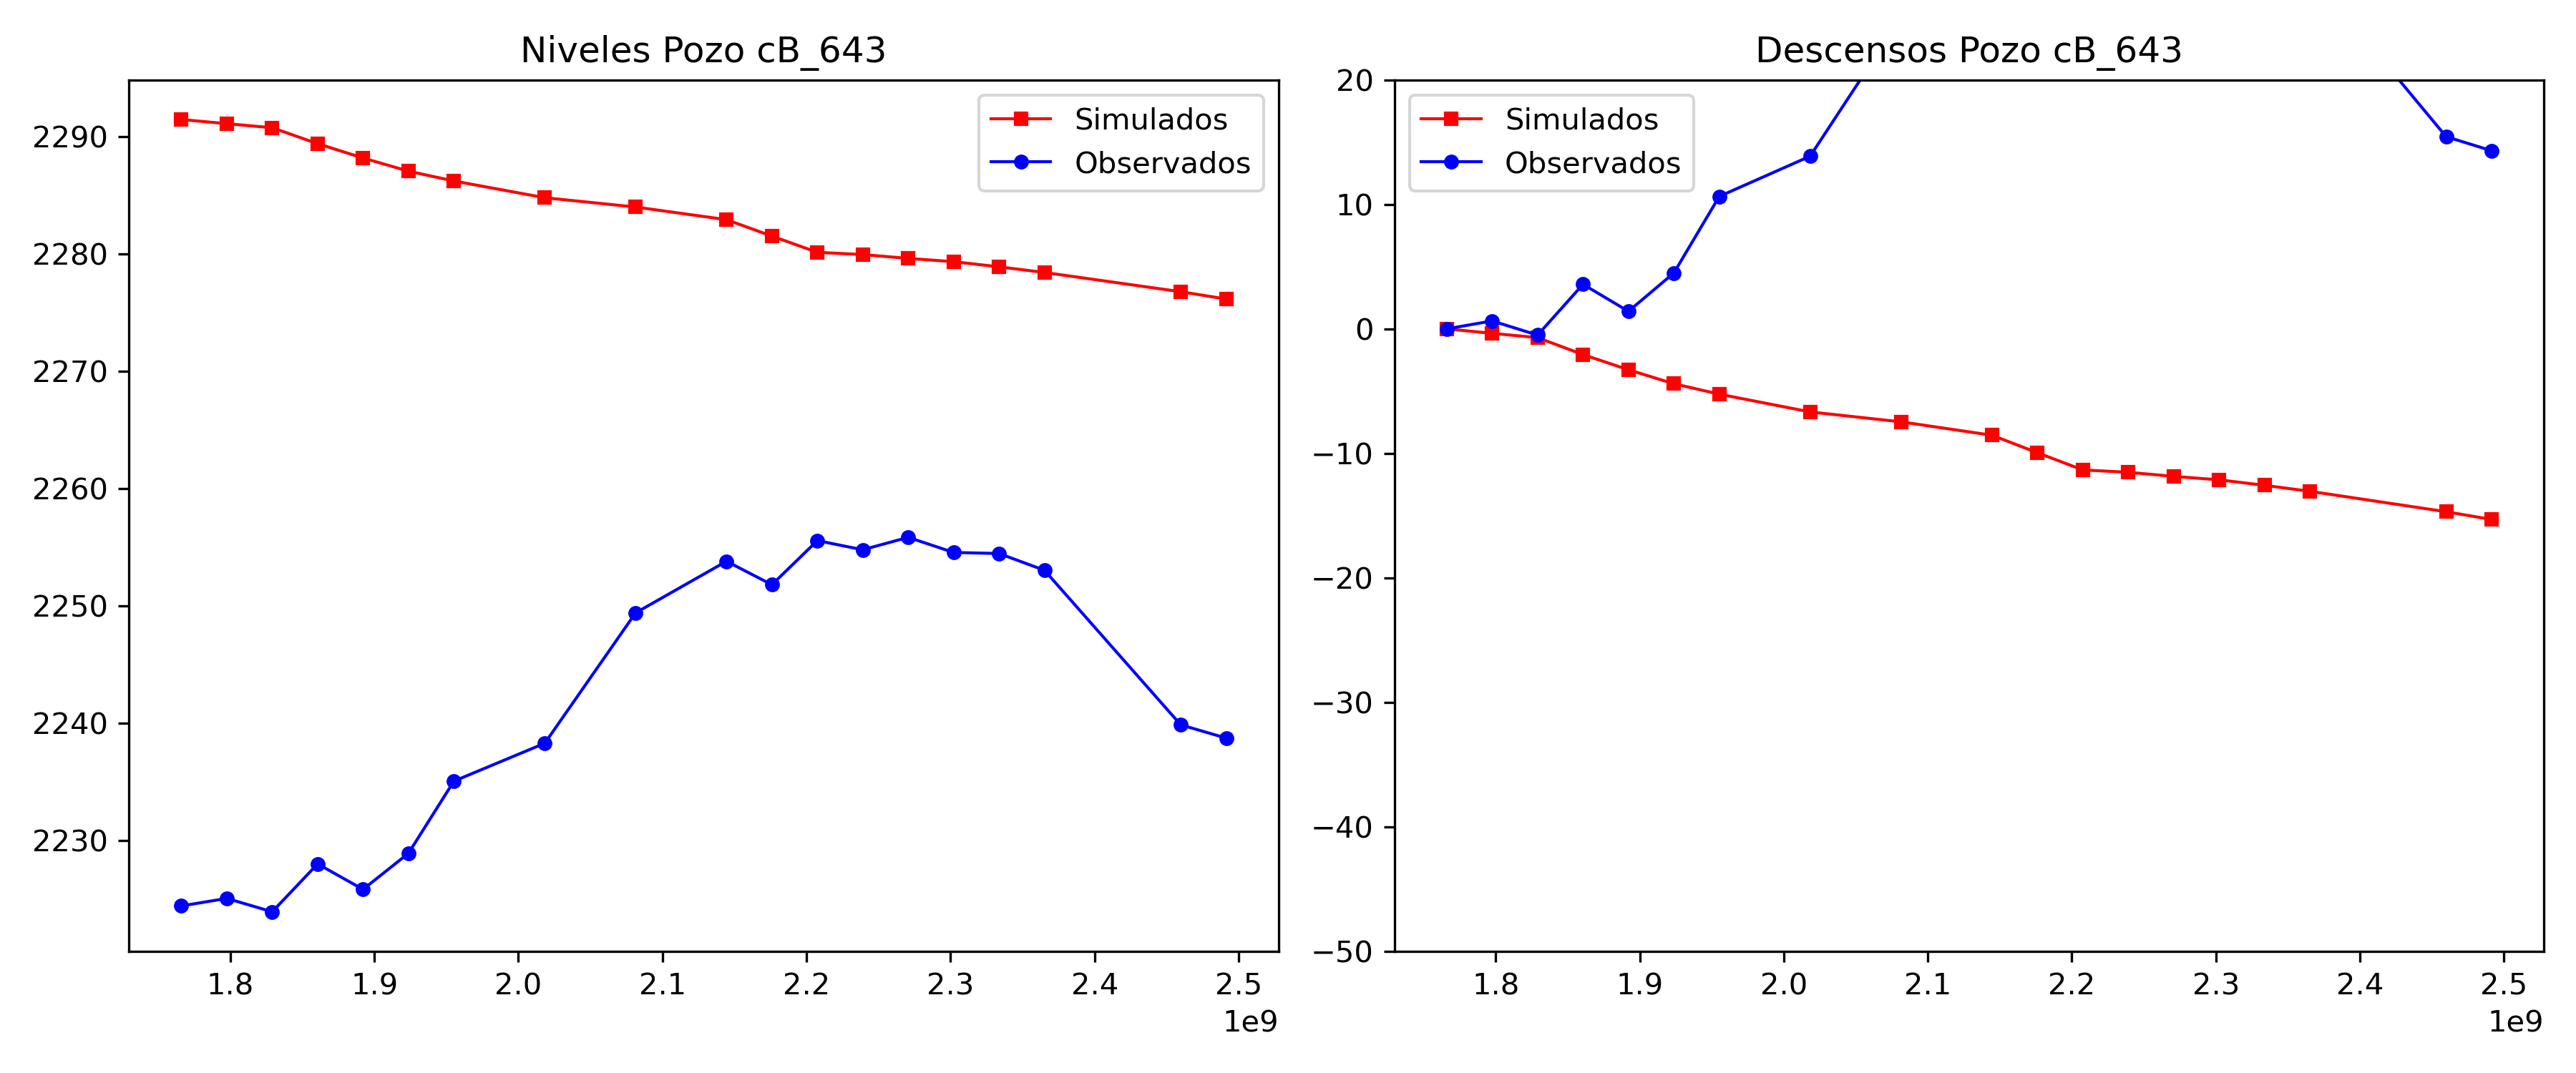 Niveles Pozo cB_643
Simulados
Observados
2290
2280
2270
2260
2250
2240
2230
1.8 1.9 2.0 2.1 2.2 2.3 2.4 2.5
1e9
Descensos Pozo cB_643
Simulados
Observados
20
10
0
−10
−20
−30
−40
−50
1.8 1.9 2.0 2.1 2.2 2.3 2.4 2.5
1e9